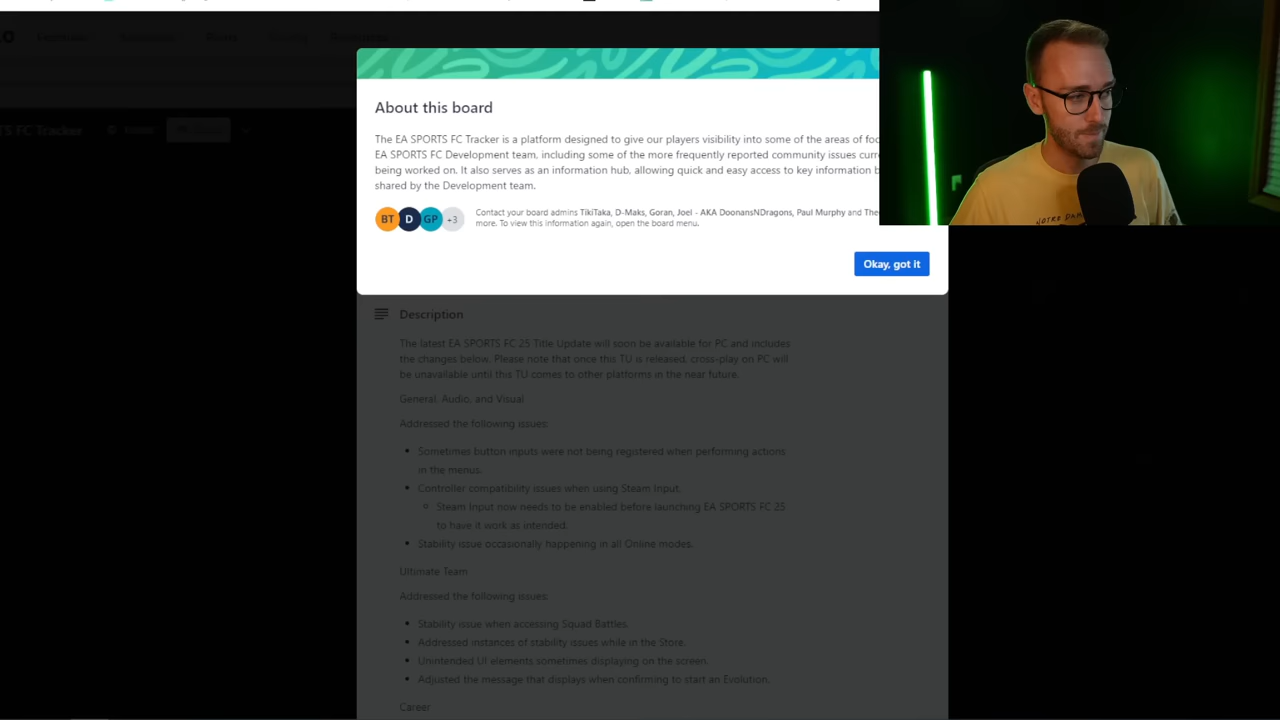 S FC Tracker
About this board
The EA SPORTS FC Tracker is a platform designed to give our players visibility into some of the areas of
EA SPORTS FC Development team, including some of the more frequently reported community issues
being worked on. It also serves as an information hub, allowing quick and easy access to key information
shared by the Development team.
BT D GP +3
Contact your board admins TikiTaka, D-Maks, Goran, Joel - AKA DoonansNDragons, Paul Murphy and
more. To view this information again, open the board menu.
Okay, got it
Description
The latest EA SPORTS FC 25 Title Update will soon be available for PC and includes
the changes below. Please note that once this TU is released, cross-play on PC will
be unavailable until this TU comes to other platforms in the near future.
General, Audio, and Visual
Addressed the following issues:
Sometimes button inputs were not being registered when performing actions
in the menus.
Controller compatibility issues when using Steam Input.
Steam Input now needs to be enabled before launching EA SPORTS FC 25
to have it work as intended.
Stability issue occasionally happening in all Online modes.
Ultimate Team
Addressed the following issues:
Stability issue when accessing Squad Battles.
Addressed instances of stability issues while in the Store.
Unintended UI elements sometimes displaying on the screen.
Adjusted the message that displays when confirming to start an Evolution.
Career